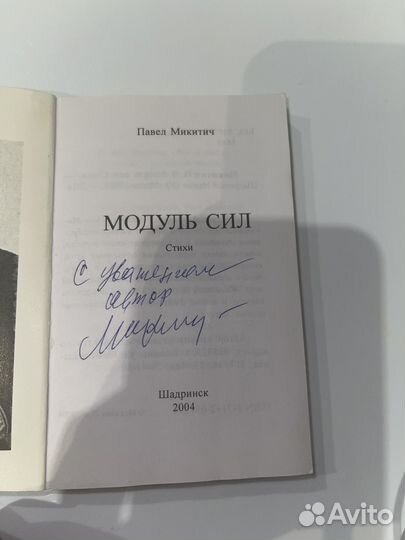 Павел Микитич
МОДУЛЬ СИЛ
Стихи
С уважением
автор
Шадринск
2004
Avito